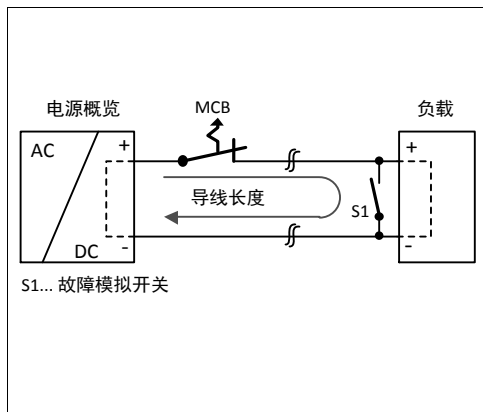 电源概览
MCB
负载
AC
+
+
导线长度
S1
-
-
DC
S1... 故障模拟开关